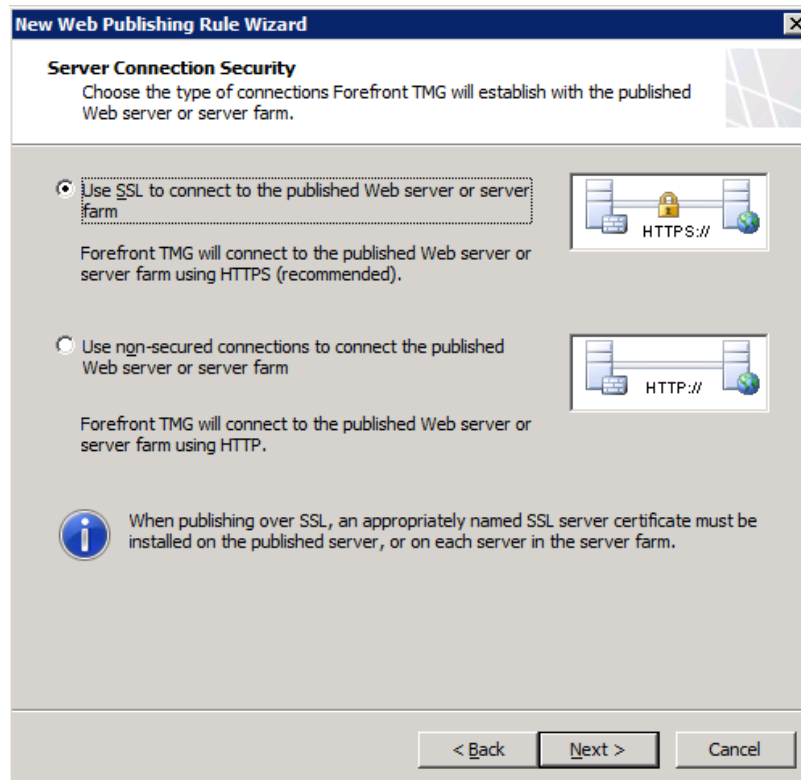 New Web Publishing Rule Wizard
Server Connection Security
Choose the type of connections Forefront TMG will establish with the published
Web server or server farm.
Use SSL to connect to the published Web server or server
farm
HTTPS://
Forefront TMG will connect to the published Web server or
server farm using HTTPS (recommended).
Use non-secured connections to connect the published
Web server or server farm
HTTP://
Forefront TMG will connect to the published Web server or
server farm using HTTP.
When publishing over SSL, an appropriately named SSL server certificate must be
installed on the published server, or on each server in the server farm.
< Back
Next >
Cancel